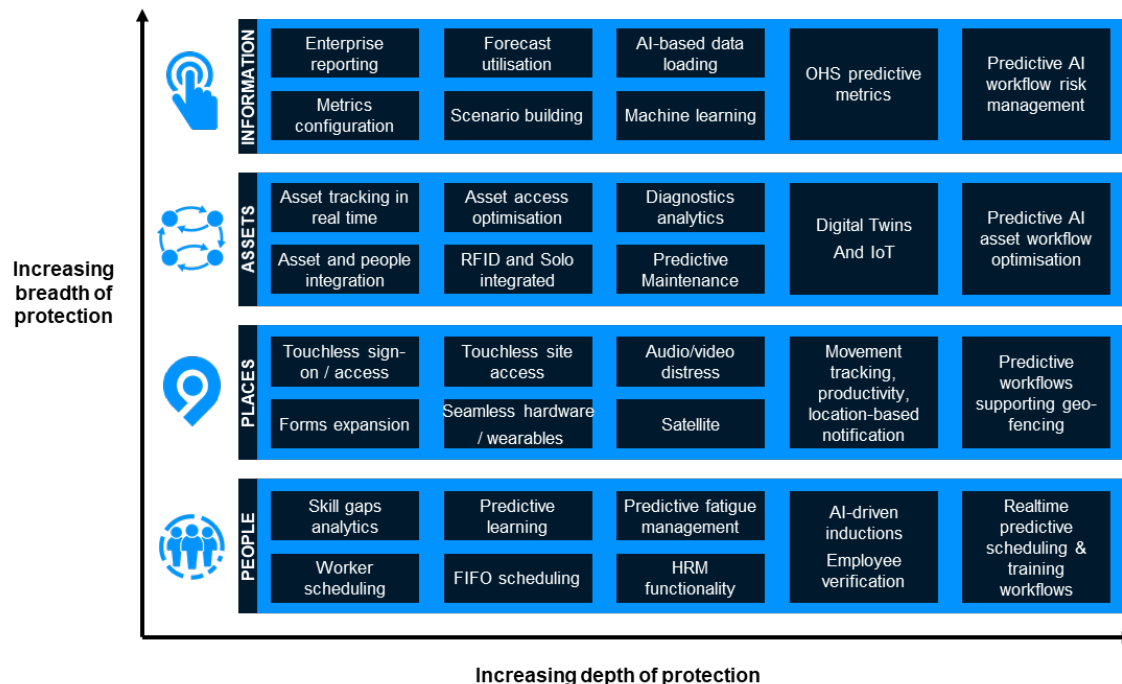 INFORMATION
Enterprise
reporting
Forecast
utilisation
AI-based data
loading
OHS predictive
metrics
Predictive AI
workflow risk
management
Metrics
configuration
Scenario building
Machine learning
ASSETS
Asset tracking in
real time
Asset access
optimisation
Diagnostics
analytics
Digital Twins
And IoT
Predictive AI
asset workflow
optimisation
Asset and people
integration
RFID and Solo
integrated
Predictive
Maintenance
Increasing
breadth of
protection
PLACES
Touchless sign-
on / access
Touchless site
access
Audio/video
distress
Movement
tracking,
productivity,
location-based
notification
Predictive
workflows
supporting geo-
fencing
Forms expansion
Seamless hardware
/ wearables
Satellite
PEOPLE
Skill gaps
analytics
Predictive
learning
Predictive fatigue
management
AI-driven
inductions
Employee
verification
Realtime
predictive
scheduling &
training
workflows
Worker
scheduling
FIFO scheduling
HRM
functionality
Increasing depth of protection